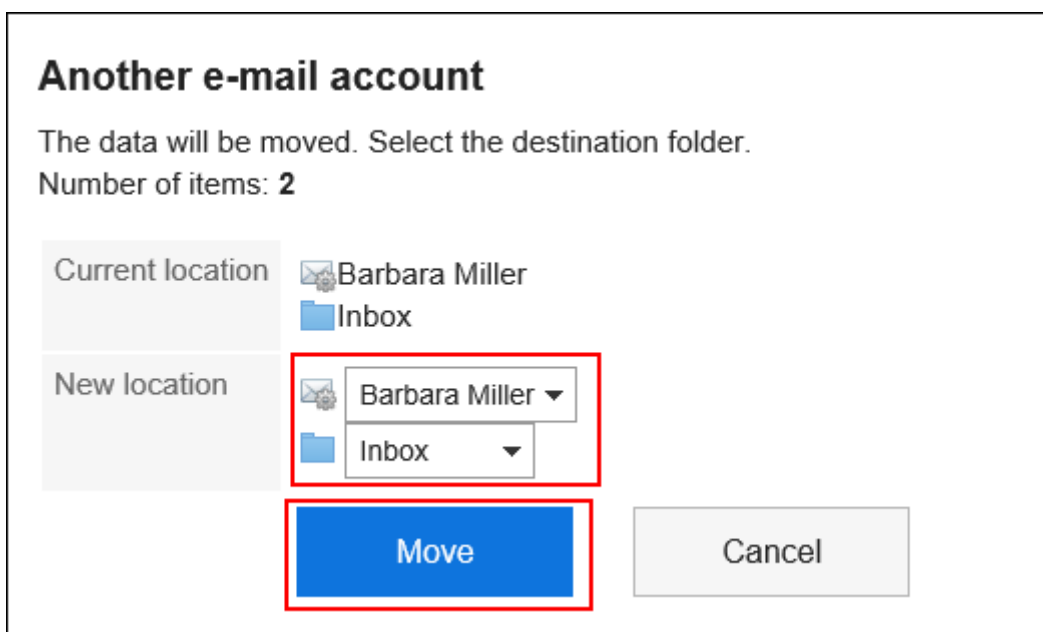 Another e-mail account
The data will be moved. Select the destination folder.
Number of items: 2
Current location
Barbara Miller
Inbox
New location
Barbara Miller
Inbox
Move
Cancel